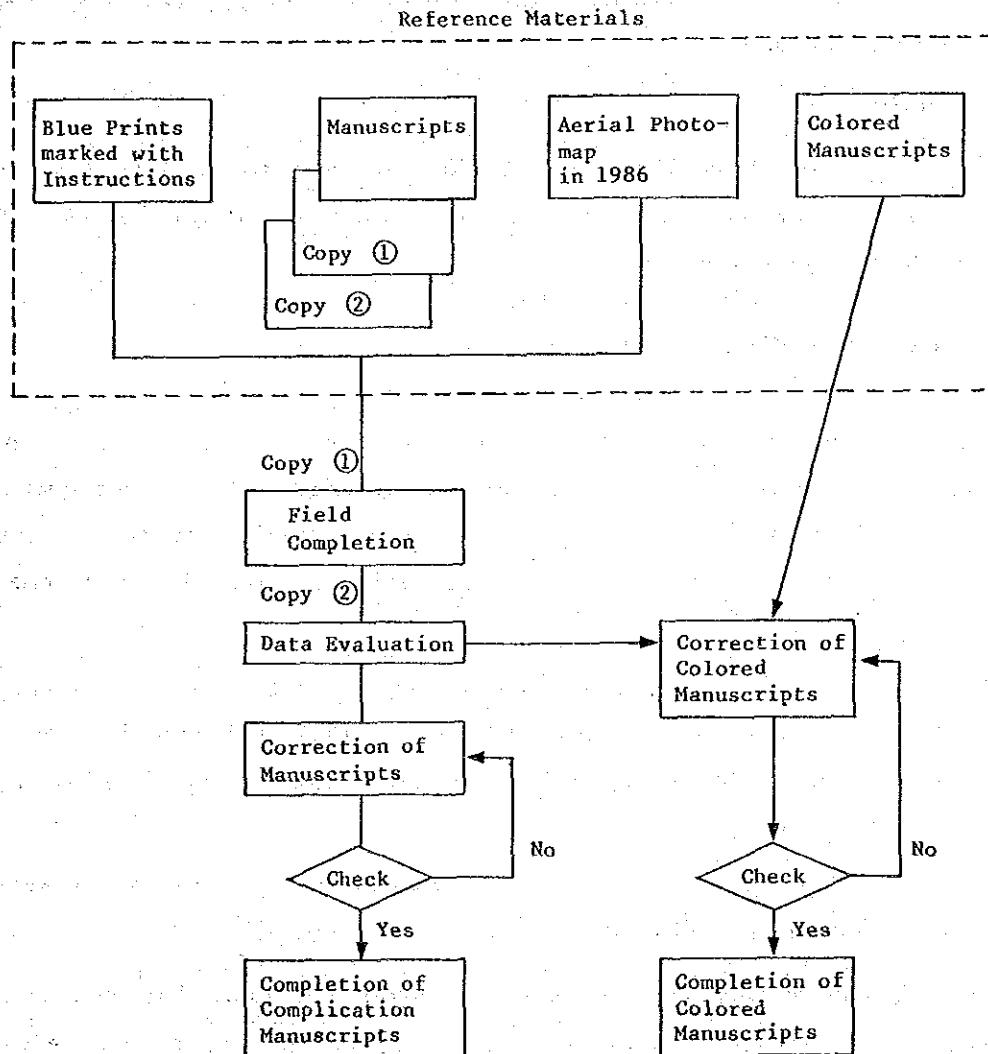 Reference Materials
Blue Prints
marked with
Instructions
Manuscripts
Copy ①
Copy ②
Aerial Photo-
map
in 1986
Colored
Manuscripts
Copy ①
Field
Completion
Copy ②
Data Evaluation
Correction of
Colored
Manuscripts
Correction of
Manuscripts
No
Check
Yes
No
Check
Yes
Completion of
Complication
Manuscripts
Completion of
Colored
Manuscripts